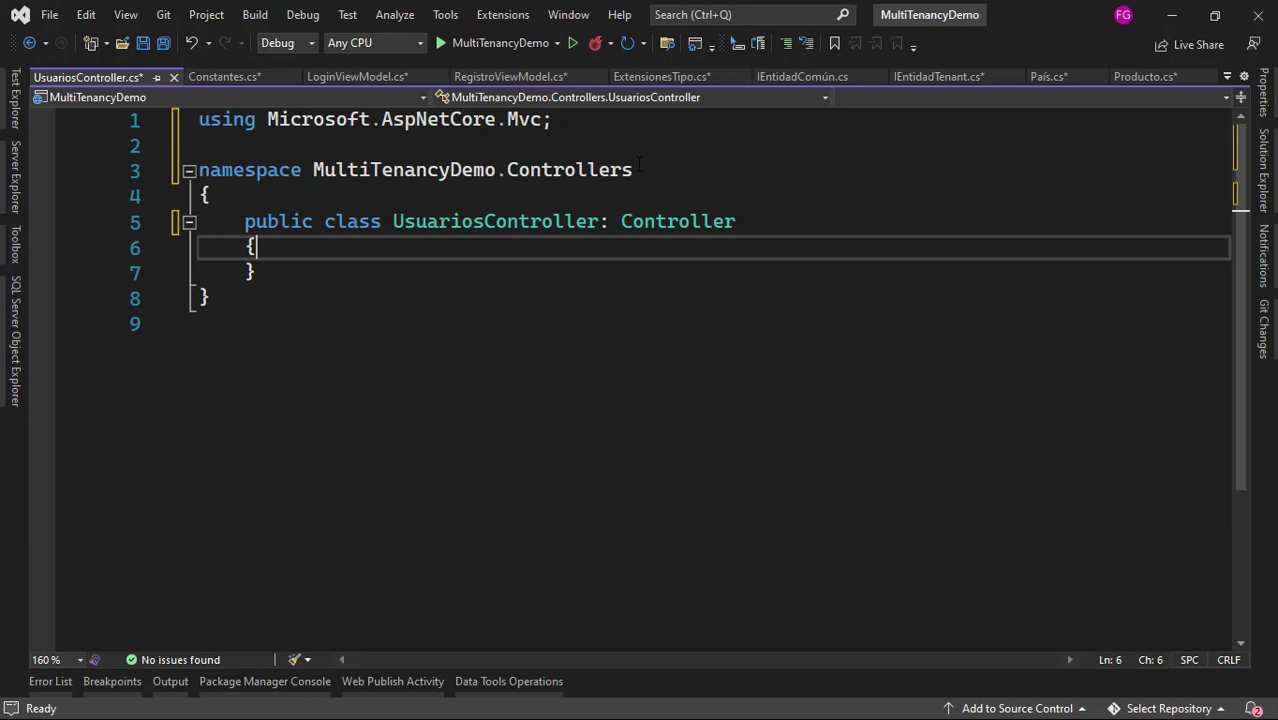 File Edit View Git Project Build Debug Test Analyze Tools Extensions Window Help Search (Ctrl+Q) MultiTenancyDemo FG
Debug Any CPU MultiTenancyDemo Live Share
UsuariosController.cs* Constantes.cs* LoginViewModel.cs* RegistroViewModel.cs* ExtensionesTipo.cs* IEntidadComún.cs IEntidadTenant.cs* País.cs* Producto.cs*
MultiTenancyDemo MultiTenancyDemo.Controllers.UsuariosController
Test Explorer
Server Explorer
Toolbox
SQL Server Object Explorer
1 using Microsoft.AspNetCore.Mvc;
2
3 namespace MultiTenancyDemo.Controllers
4 {
5 public class UsuariosController: Controller
6 {
7 }
8 }
9
Properties
Solution Explorer
Notifications
Git Changes
160 % No issues found Ln: 6 Ch: 6 SPC CRLF
Error List Breakpoints Output Package Manager Console Web Publish Activity Data Tools Operations
Ready Add to Source Control Select Repository 2